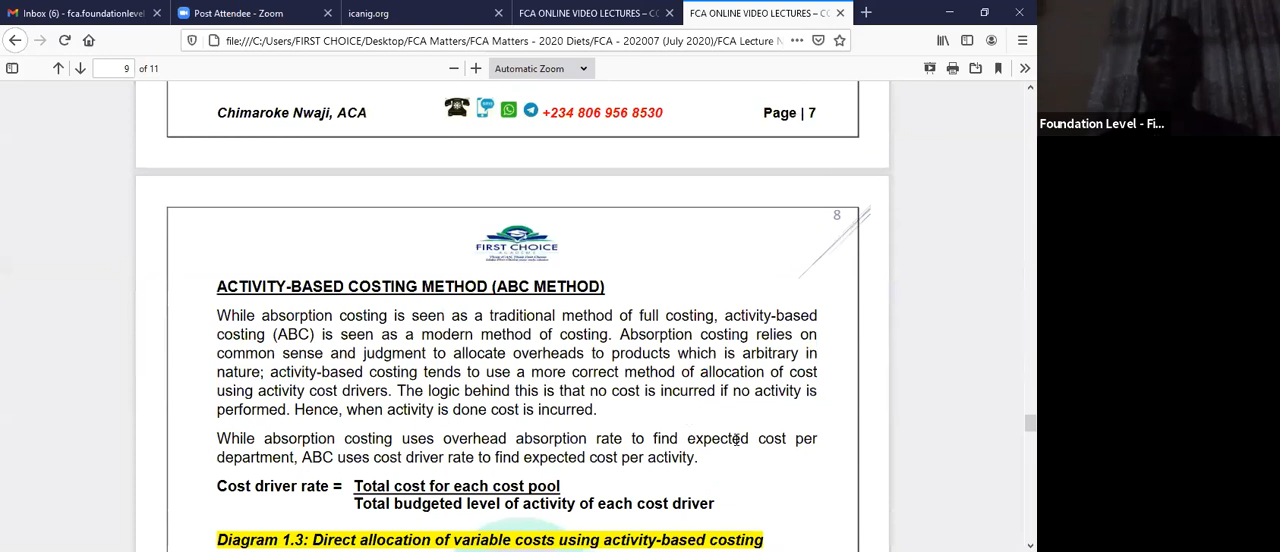 Inbox (6) - fca.foundationlevel
Post Attendee - Zoom
icanig.org
FCA ONLINE VIDEO LECTURES – CC
FCA ONLINE VIDEO LECTURES – CC
file:///C:/Users/FIRST CHOICE/Desktop/FCA Matters/FCA Matters - 2020 Diets/FCA - 202007 (July 2020)/FCA Lecture N
9 of 11
Automatic Zoom
Foundation Level - Fi...
Chimaroke Nwaji, ACA +234 806 956 8530 Page | 7
8
FIRST CHOICE
ACTIVITY-BASED COSTING METHOD (ABC METHOD)
While absorption costing is seen as a traditional method of full costing, activity-based
costing (ABC) is seen as a modern method of costing. Absorption costing relies on
common sense and judgment to allocate overheads to products which is arbitrary in
nature; activity-based costing tends to use a more correct method of allocation of cost
using activity cost drivers. The logic behind this is that no cost is incurred if no activity is
performed. Hence, when activity is done cost is incurred.
While absorption costing uses overhead absorption rate to find expected cost per
department, ABC uses cost driver rate to find expected cost per activity.
Cost driver rate = Total cost for each cost pool
Total budgeted level of activity of each cost driver
Diagram 1.3: Direct allocation of variable costs using activity-based costing